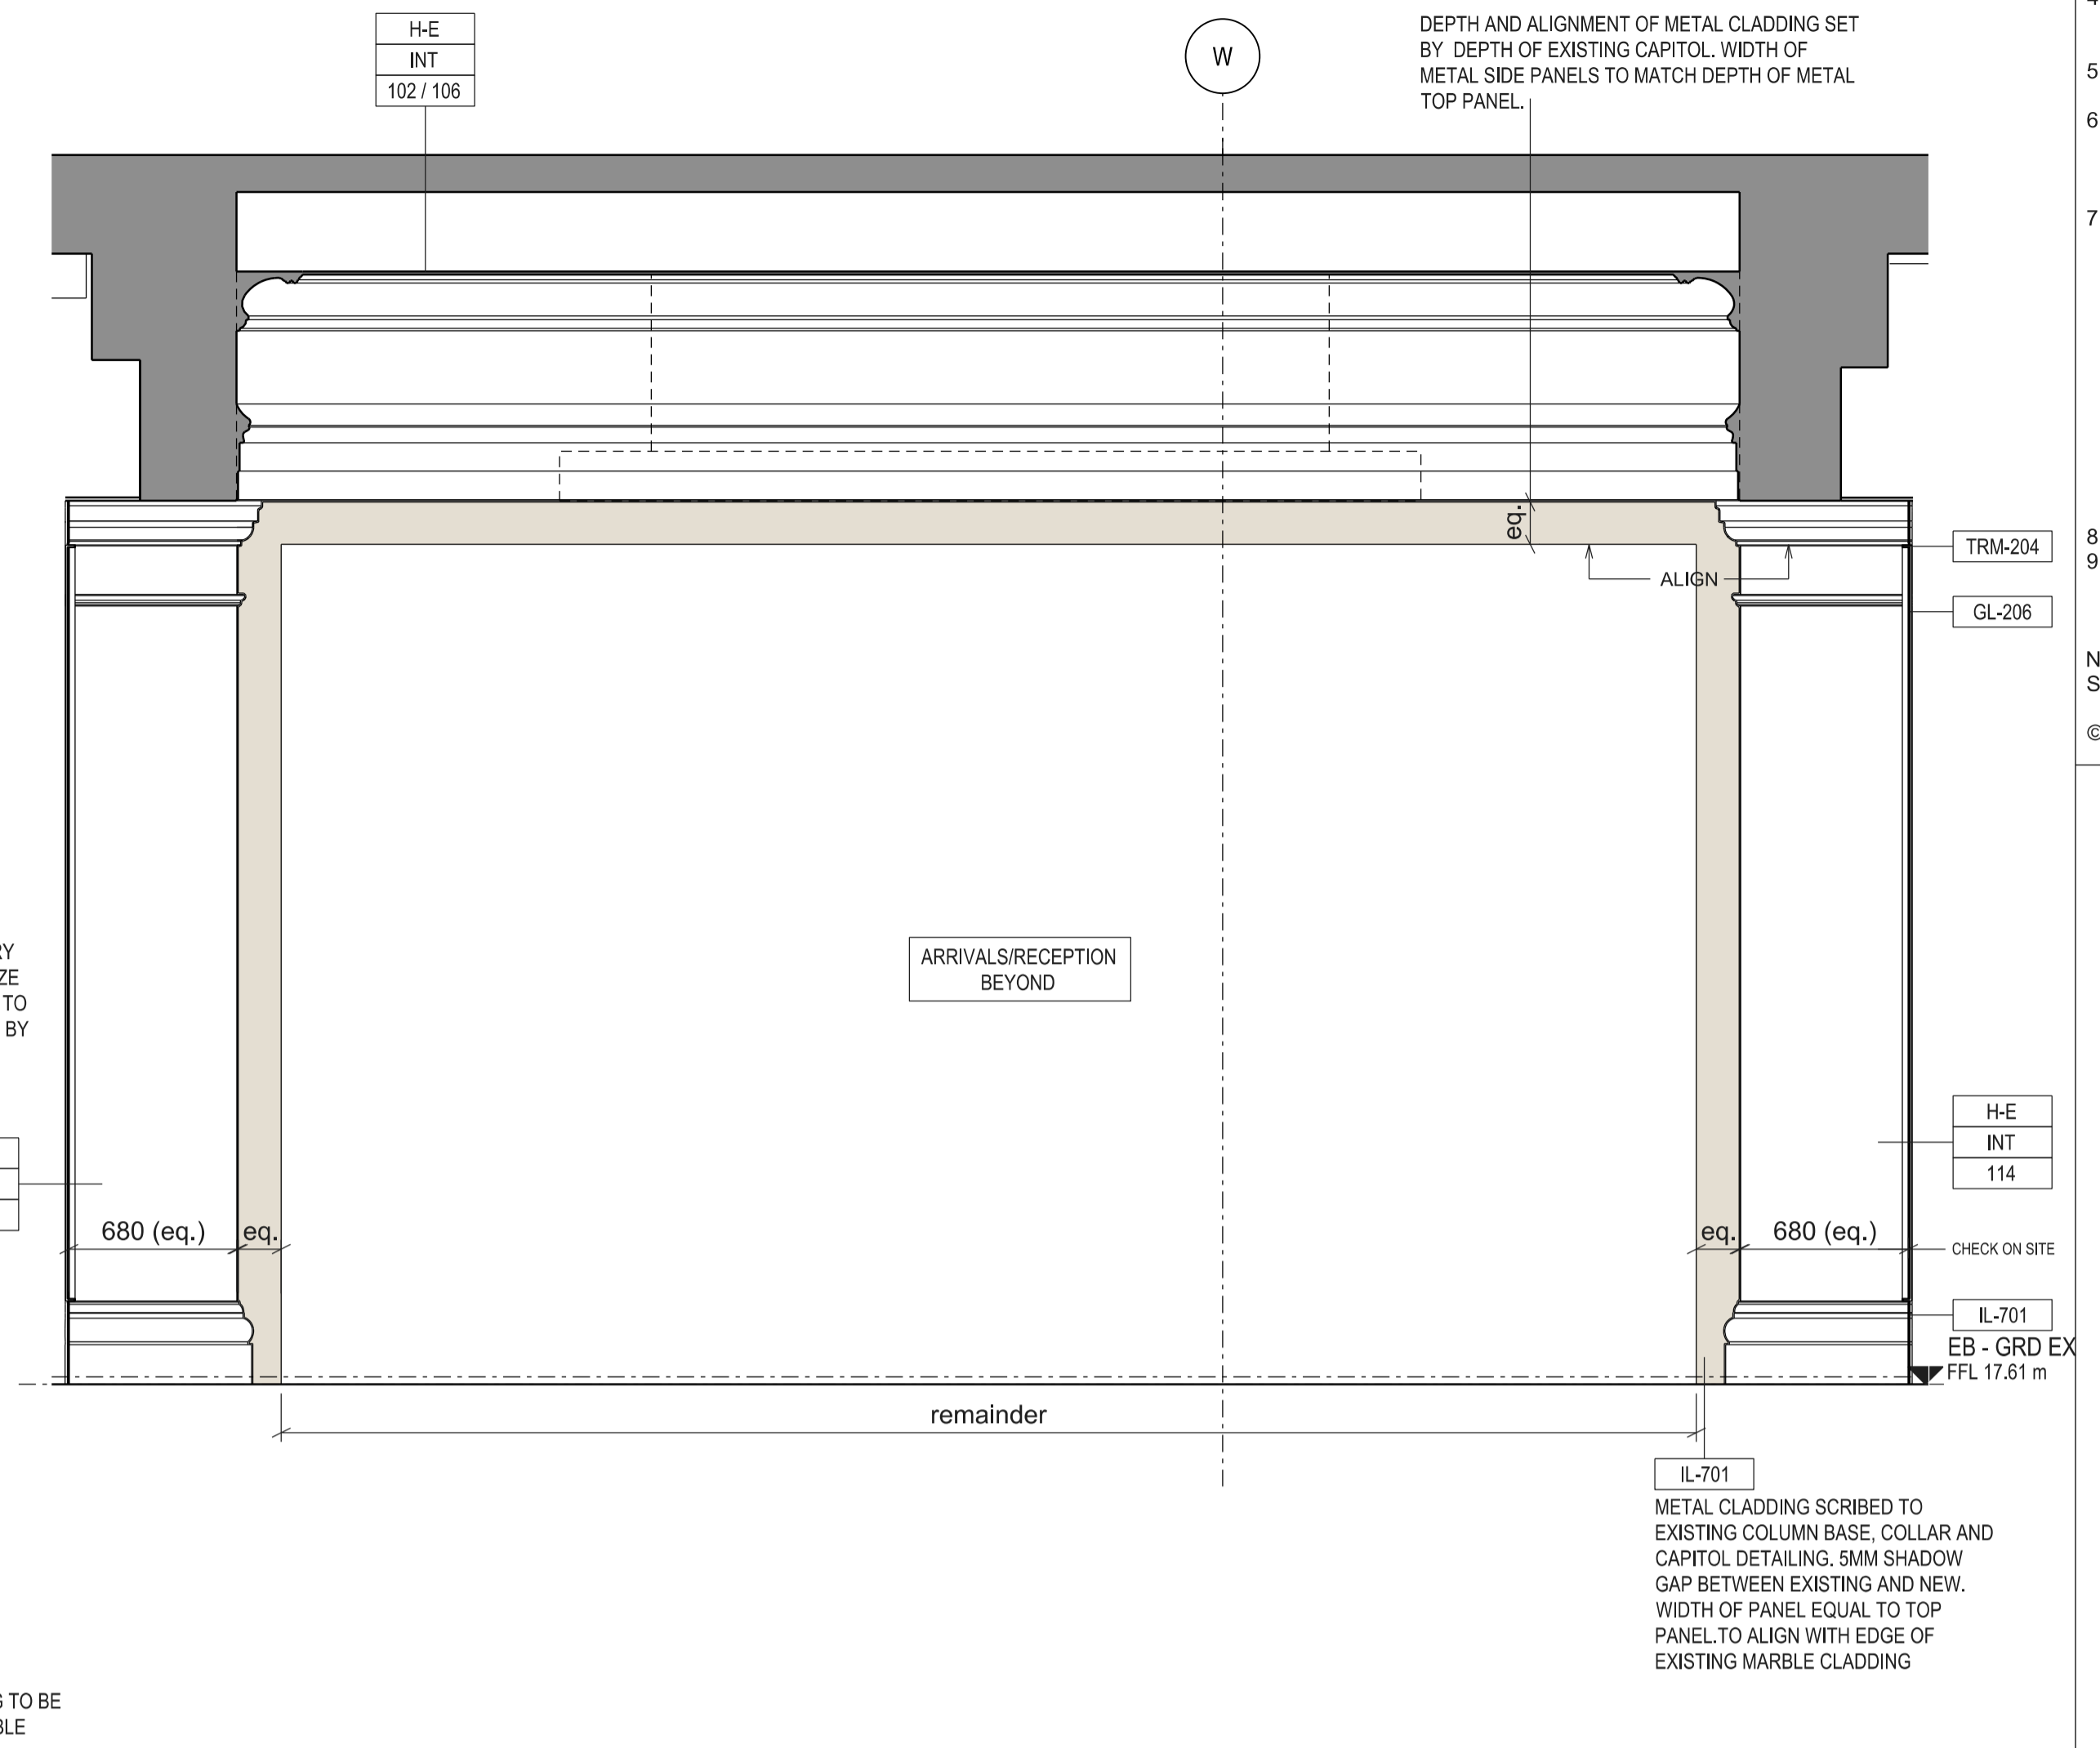 H-E
INT
102 / 106
W
DEPTH AND ALIGNMENT OF METAL CLADDING SET
BY DEPTH OF EXISTING CAPITOL. WIDTH OF
METAL SIDE PANELS TO MATCH DEPTH OF METAL
TOP PANEL.
5
6
7
8
9
eq.
ALIGN
TRM-204
GL-206
N
S
©
ARRIVALS/RECEPTION
BEYOND
TO
BY
H-E
INT
114
680 (eq.)
eq.
eq.
680 (eq.)
CHECK ON SITE
IL-701
EB - GRD EX
FFL 17.61 m
remainder
IL-701
METAL CLADDING SCRIBED TO
EXISTING COLUMN BASE, COLLAR AND
CAPITOL DETAILING. 5MM SHADOW
GAP BETWEEN EXISTING AND NEW.
WIDTH OF PANEL EQUAL TO TOP
PANEL.TO ALIGN WITH EDGE OF
EXISTING MARBLE CLADDING
TO BE